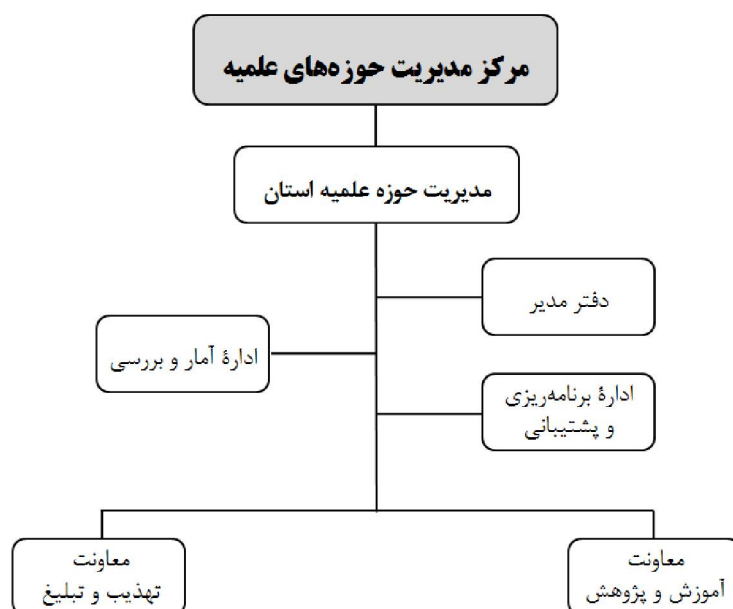 مرکز مدیریت حوزه‌های علمیه
مدیریت حوزه علمیه استان
دفتر مدیر
ادارهٔ آمار و بررسی
ادارهٔ برنامه‌ریزی
و پشتیبانی
معاونت
آموزش و پژوهش
معاونت
تهذیب و تبلیغ